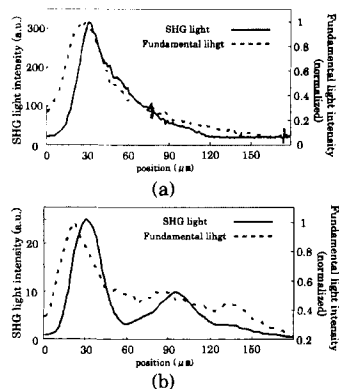 SHG light intensity (a.u.)
300
200
100
0
SHG light
Fundamental lihgt
1
0.8
0.6
0.4
0.2
0
Fundamental light intensity
(normalized)
0 30 60 90 120 150
position (μm)
(a)
SHG light intensity (a.u.)
20
10
0
SHG light
Fundamental lihgt
1
0.8
0.6
0.4
0.2
Fundamental light intensity
(normalized)
0 30 60 90 120 150
position (μm)
(b)